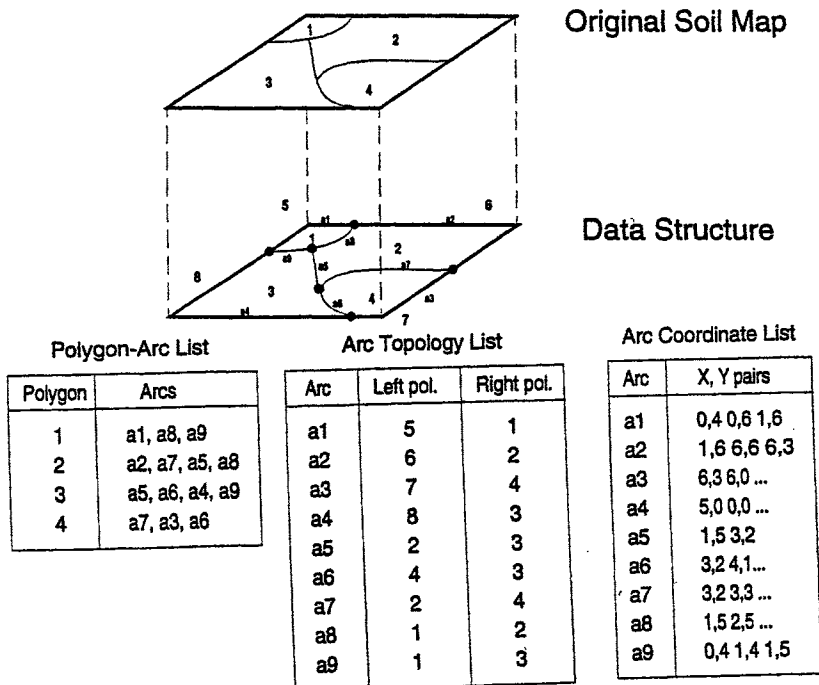 Original Soil Map
1
2
3
4
5
6
a1
a2
Data Structure
1
a8
2
a9
a5
a7
8
3
4
a3
a6
a4
7
Polygon-Arc List
Polygon Arcs
1 a1, a8, a9
2 a2, a7, a5, a8
3 a5, a6, a4, a9
4 a7, a3, a6
Arc Topology List
Arc Left pol. Right pol.
a1 5 1
a2 6 2
a3 7 4
a4 8 3
a5 2 3
a6 4 3
a7 2 4
a8 1 2
a9 1 3
Arc Coordinate List
Arc X, Y pairs
a1 0,4 0,6 1,6
a2 1,6 6,6 6,3
a3 6,3 6,0 ...
a4 5,0 0,0 ...
a5 1,5 3,2
a6 3,2 4,1...
a7 3,2 3,3 ...
a8 1,5 2,5 ...
a9 0,4 1,4 1,5